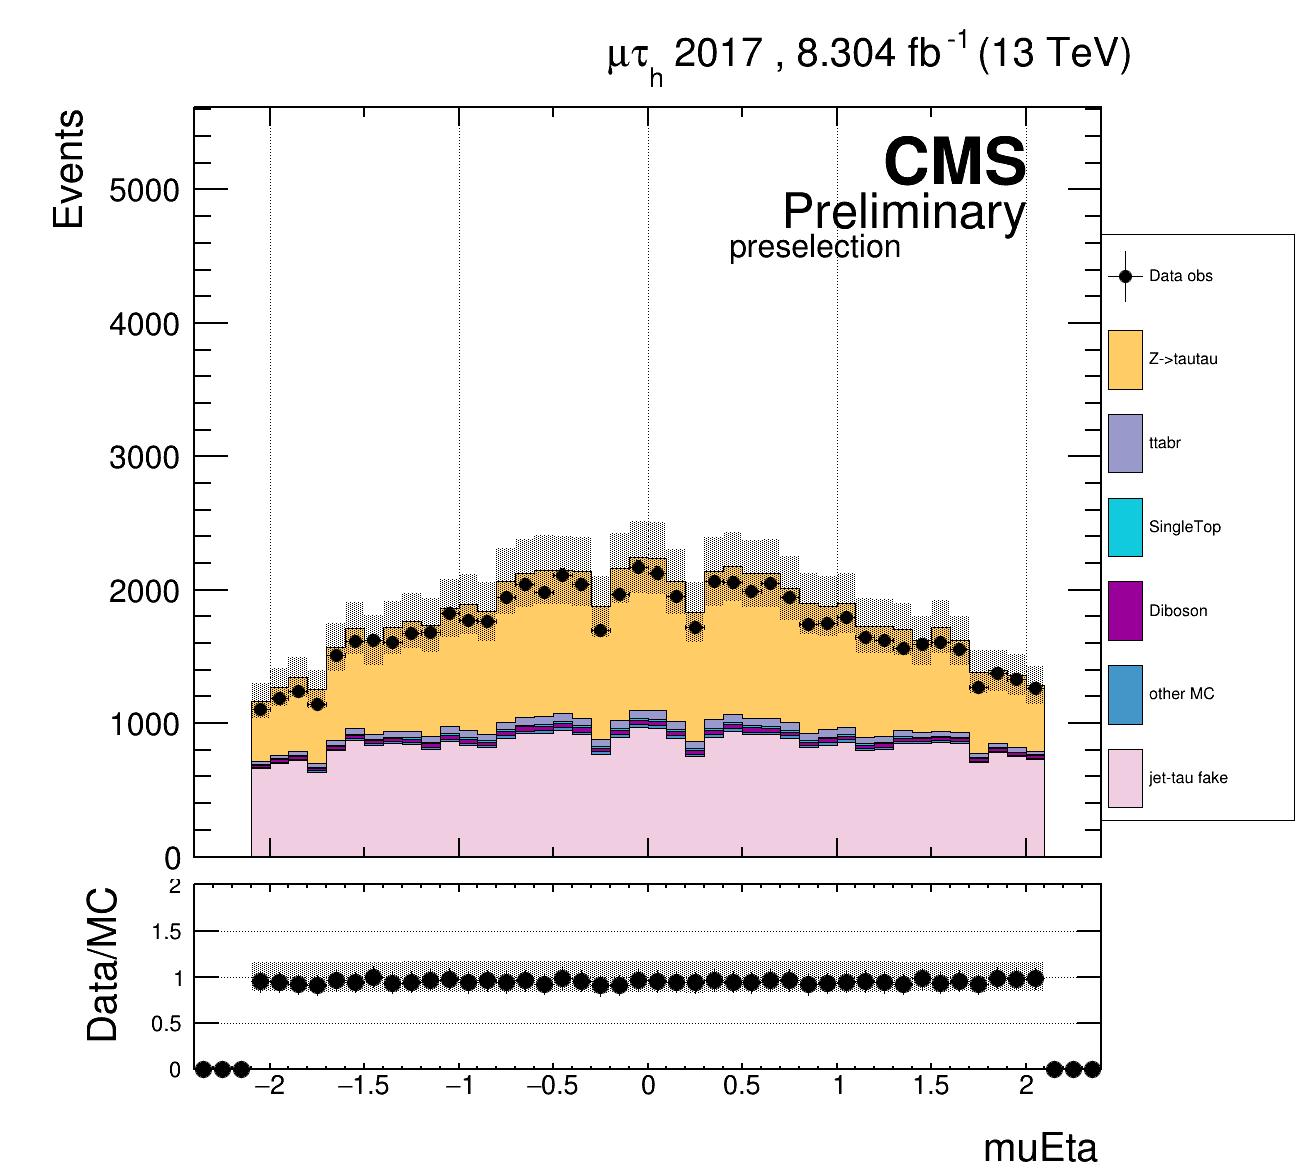 μτh 2017 , 8.304 fb-1 (13 TeV)
Events
CMS
Preliminary
preselection
5000
4000
3000
2000
1000
0
Data obs
Z->tautau
ttabr
SingleTop
Diboson
other MC
jet-tau fake
Data/MC
2
1.5
1
0.5
0
−2 −1.5 −1 −0.5 0 0.5 1 1.5 2
muEta